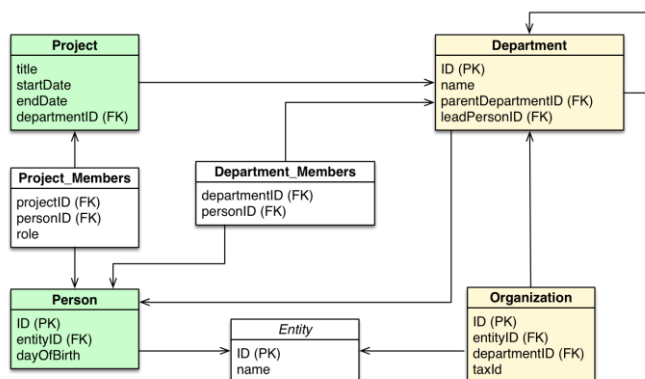 Project
title
startDate
endDate
departmentID (FK)
Department
ID (PK)
name
parentDepartmentID (FK)
leadPersonID (FK)
Project_Members
projectID (FK)
personID (FK)
role
Department_Members
departmentID (FK)
personID (FK)
Person
ID (PK)
entityID (FK)
dayOfBirth
Entity
ID (PK)
name
Organization
ID (PK)
entityID (FK)
departmentID (FK)
taxId